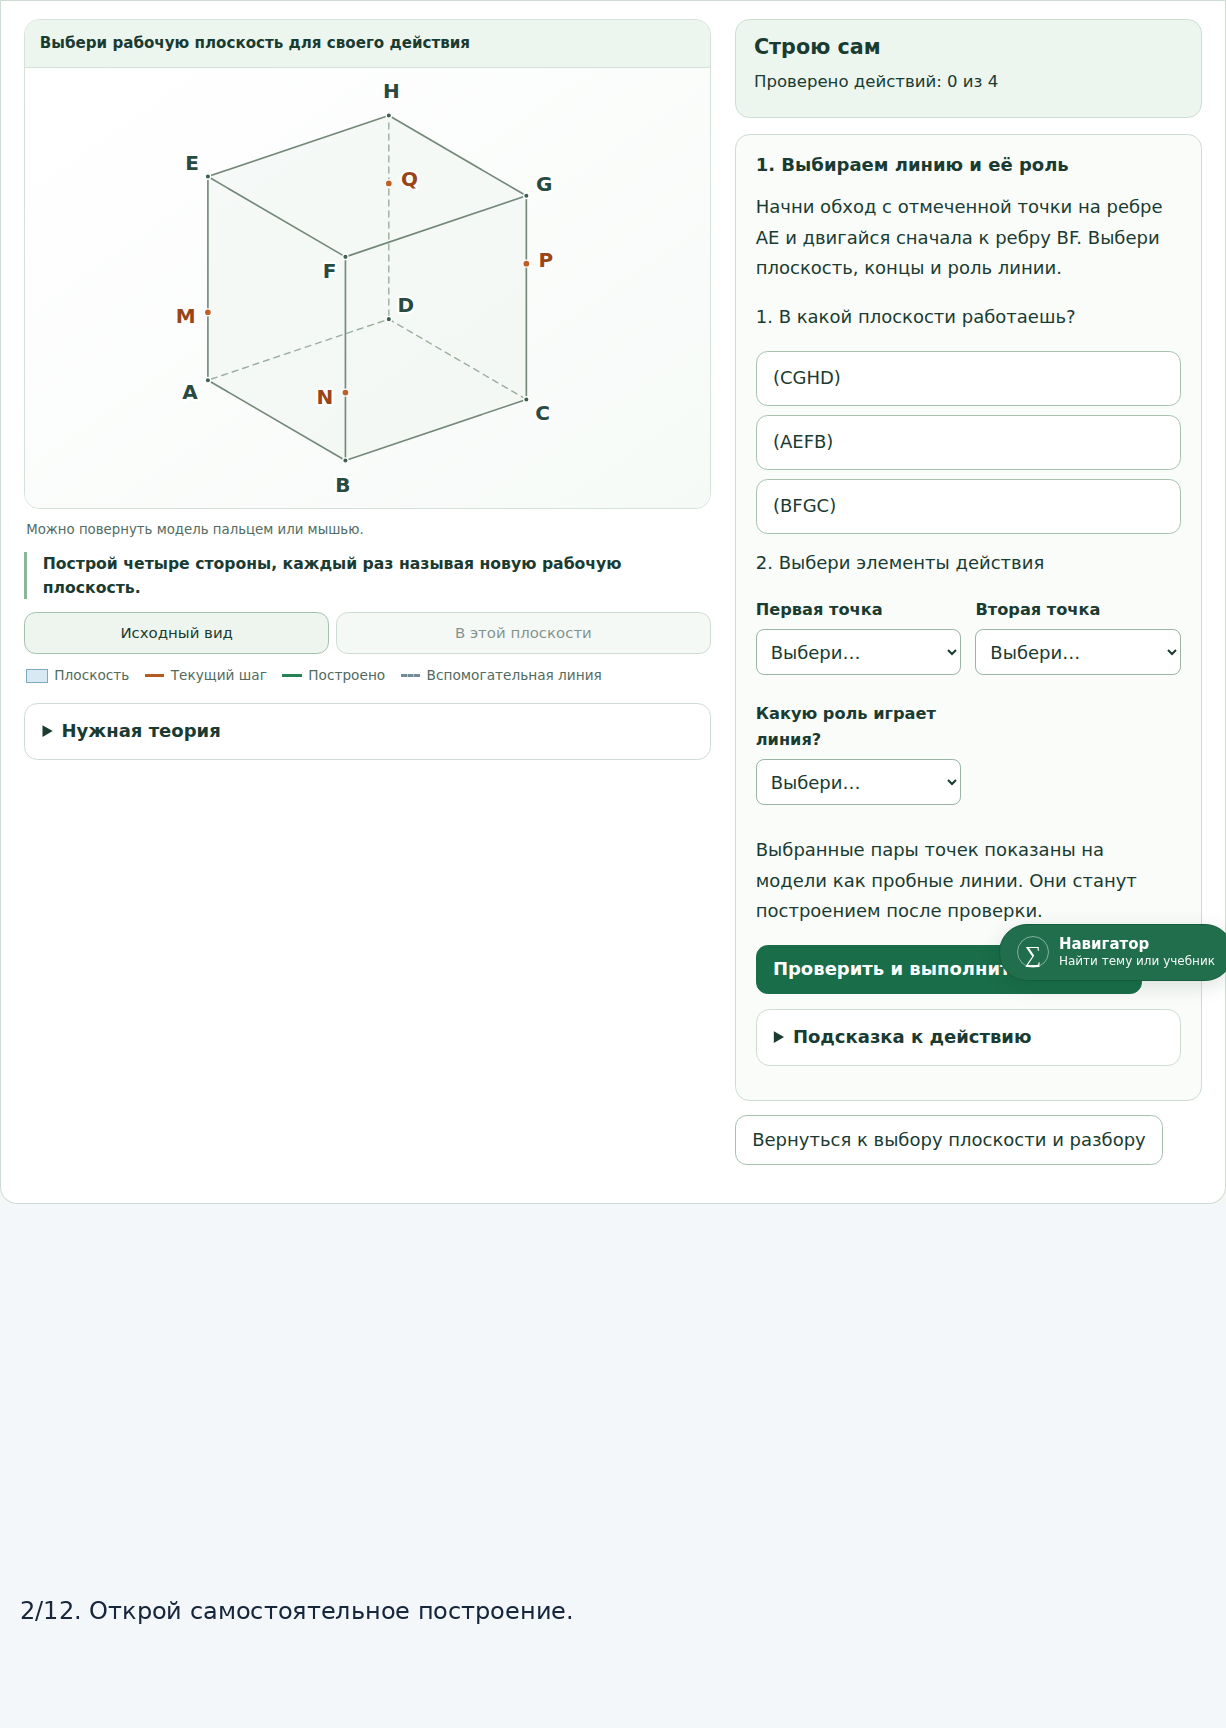 Выбери рабочую плоскость для своего действия
H
E
Q
G
P
F
D
M
A
N
C
B
Можно повернуть модель пальцем или мышью.
Построй четыре стороны, каждый раз называя новую рабочую
плоскость.
Исходный вид
В этой плоскости
Плоскость Текущий шаг Построено Вспомогательная линия
Нужная теория
Строю сам
Проверено действий: 0 из 4
1. Выбираем линию и её роль
Начни обход с отмеченной точки на ребре
AE и двигайся сначала к ребру BF. Выбери
плоскость, концы и роль линии.
1. В какой плоскости работаешь?
(CGHD)
(AEFB)
(BFGC)
2. Выбери элементы действия
Первая точка Вторая точка
Выбери... Выбери...
Какую роль играет
линия?
Выбери...
Выбранные пары точек показаны на
модели как пробные линии. Они станут
построением после проверки.
Проверить и
Навигатор
Найти тему или учебник
Подсказка к действию
Вернуться к выбору плоскости и разбору
2/12. Открой самостоятельное построение.